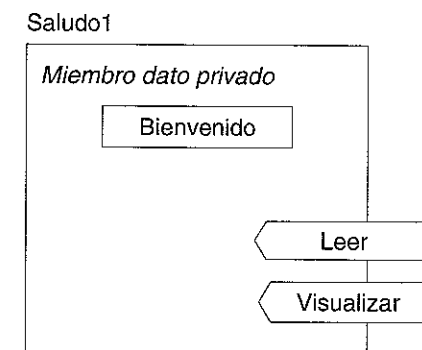 Saludo1
Miembro dato privado
Bienvenido
Leer
Visualizar